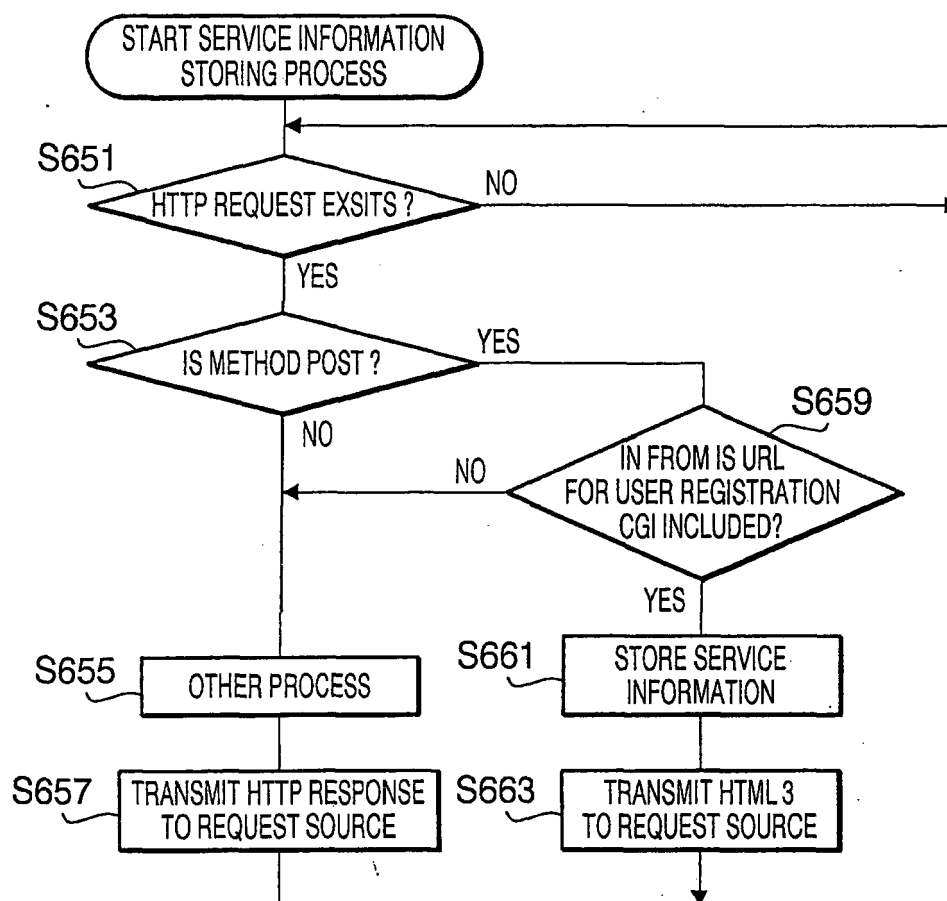 START SERVICE INFORMATION
STORING PROCESS
S651
HTTP REQUEST EXSITS ?
NO
YES
S653
IS METHOD POST ?
YES
NO
S659
IN FROM IS URL
FOR USER REGISTRATION
CGI INCLUDED?
NO
YES
S655
OTHER PROCESS
S661
STORE SERVICE
INFORMATION
S657
TRANSMIT HTTP RESPONSE
TO REQUEST SOURCE
S663
TRANSMIT HTML 3
TO REQUEST SOURCE